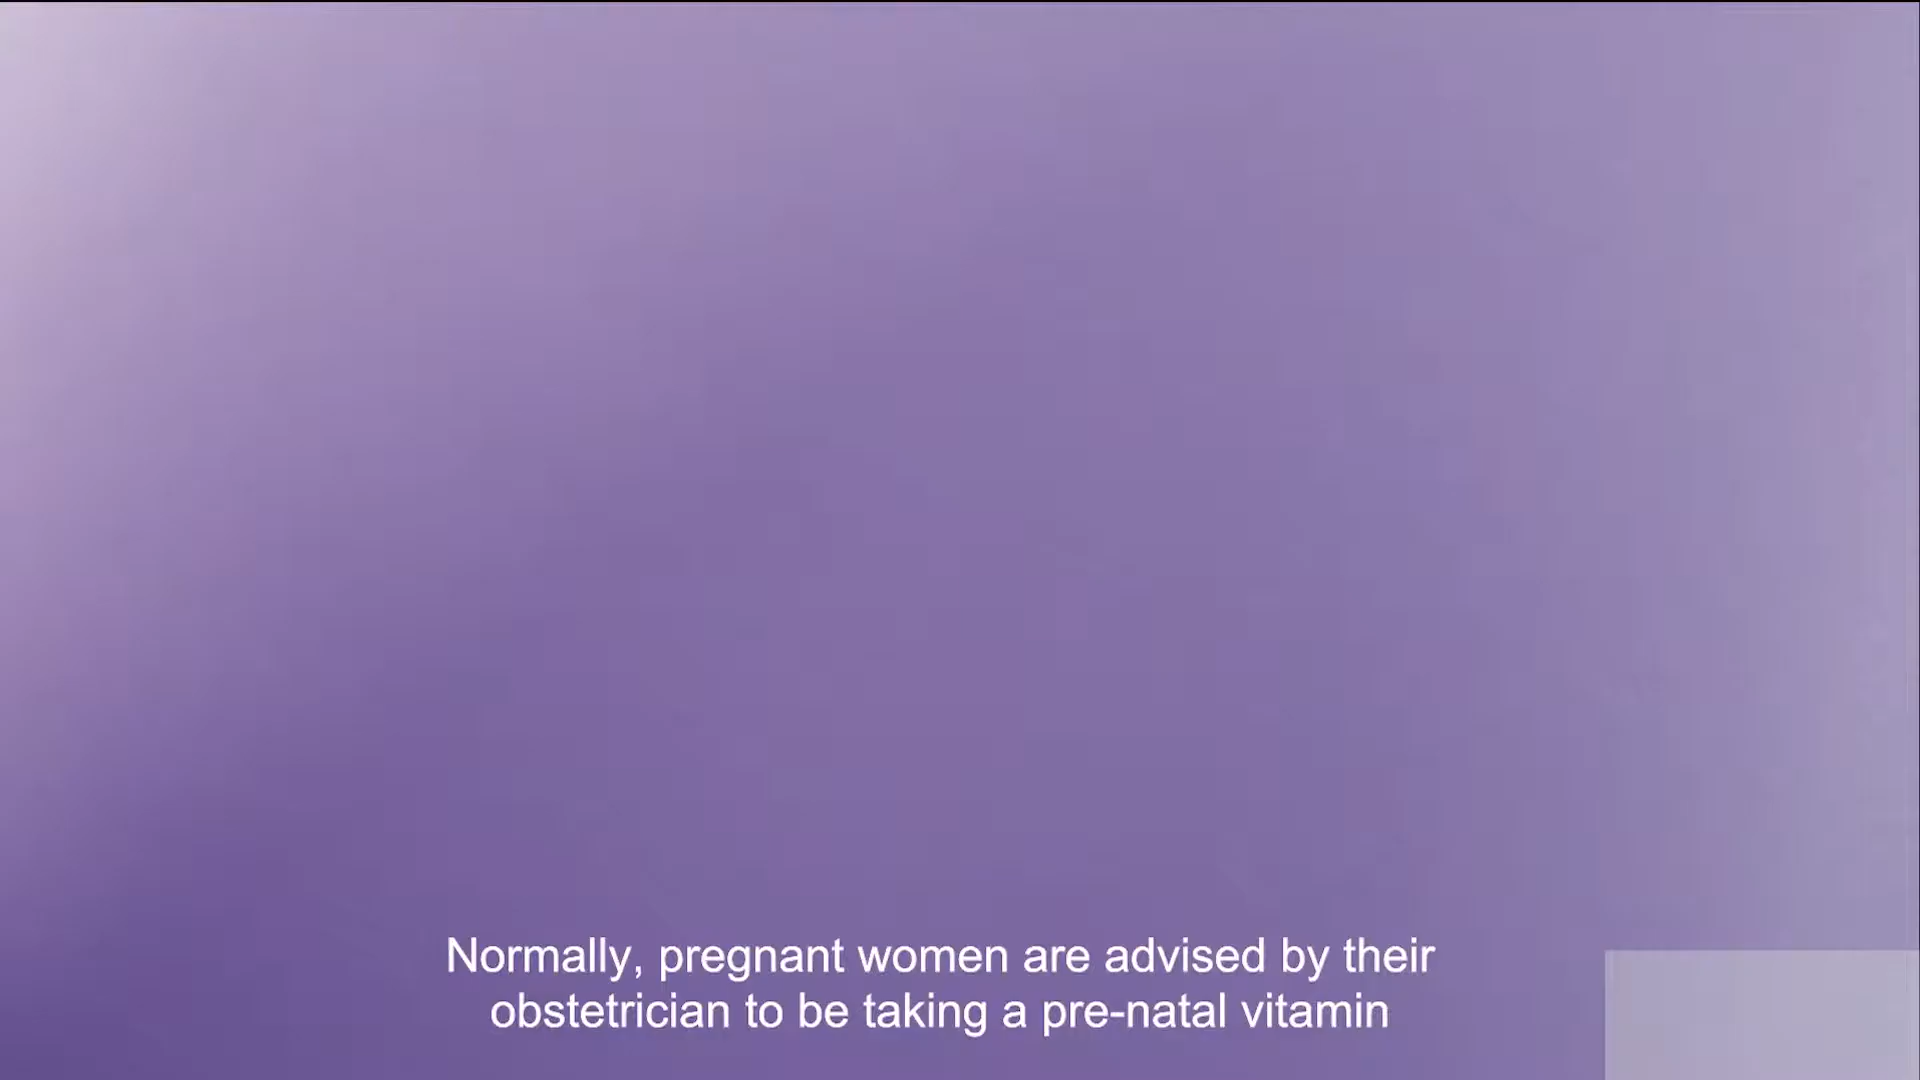 Normally, pregnant women are advised by their
obstetrician to be taking a pre-natal vitamin